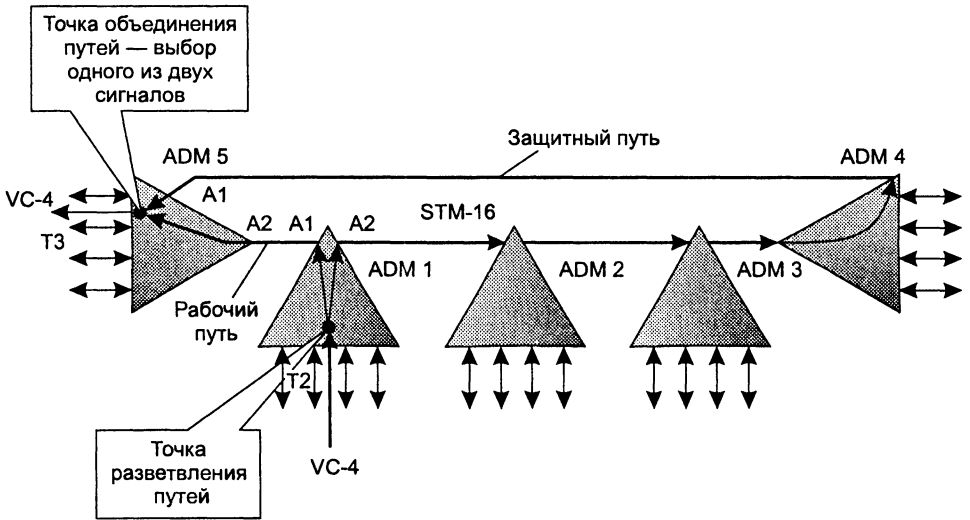 Точка объединения
путей — выбор
одного из двух
сигналов
Защитный путь
ADM 5
ADM 4
A1
VC-4
STM-16
A2
A1
A2
T3
ADM 1
ADM 2
ADM 3
Рабочий
путь
T2
Точка
разветвления
путей
VC-4